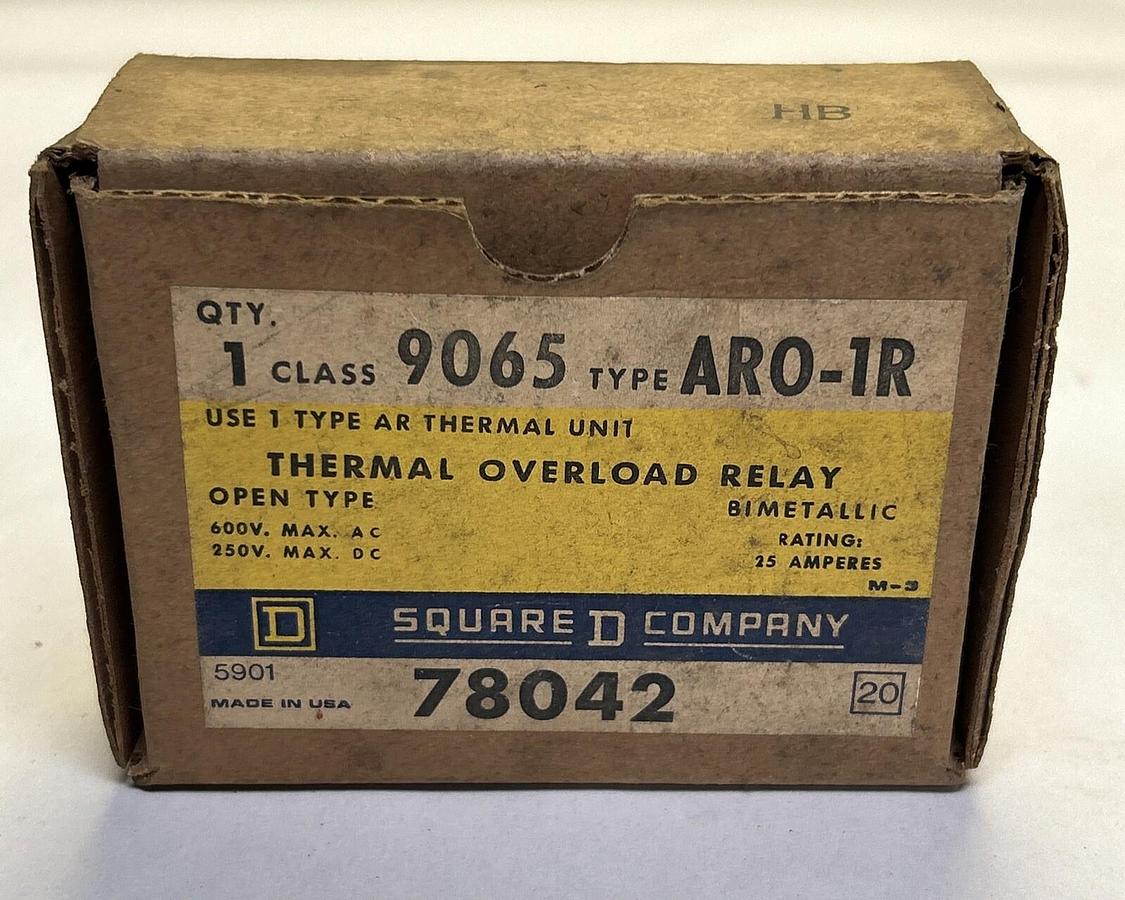 HB
QTY.
1 CLASS 9065 TYPE ARO-1R
USE 1 TYPE AR THERMAL UNIT
THERMAL OVERLOAD RELAY
OPEN TYPE BIMETALLIC
600V. MAX. AC RATING:
250V. MAX. DC 25 AMPERES
M-3
D SQUARE D COMPANY
5901
MADE IN USA 78042 20